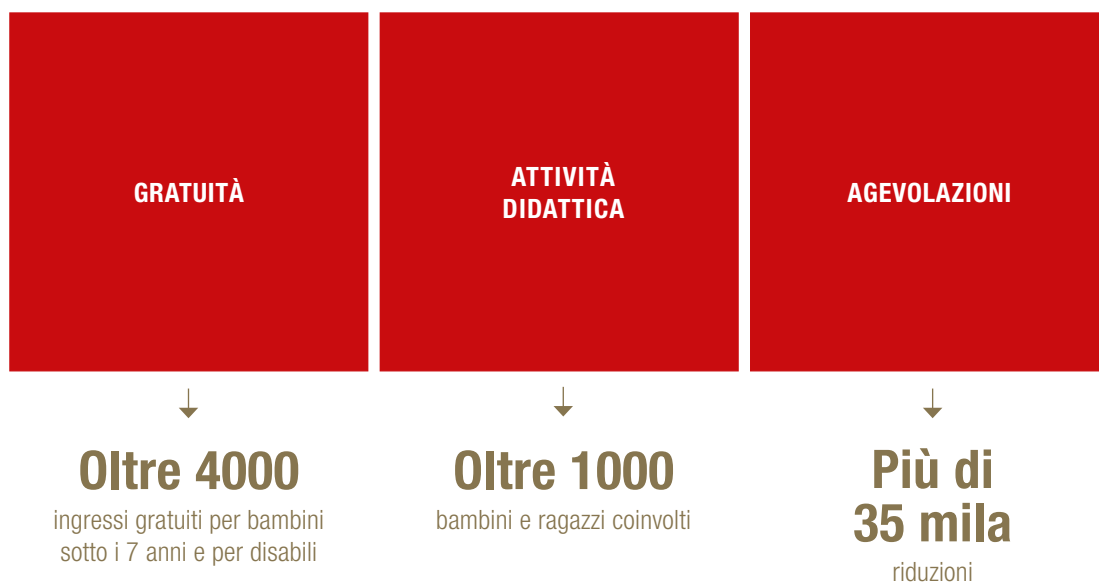 GRATUITÀ
ATTIVITÀ
DIDATTICA
AGEVOLAZIONI
Oltre 4000
ingressi gratuiti per bambini
sotto i 7 anni e per disabili
Oltre 1000
bambini e ragazzi coinvolti
Più di
35 mila
riduzioni